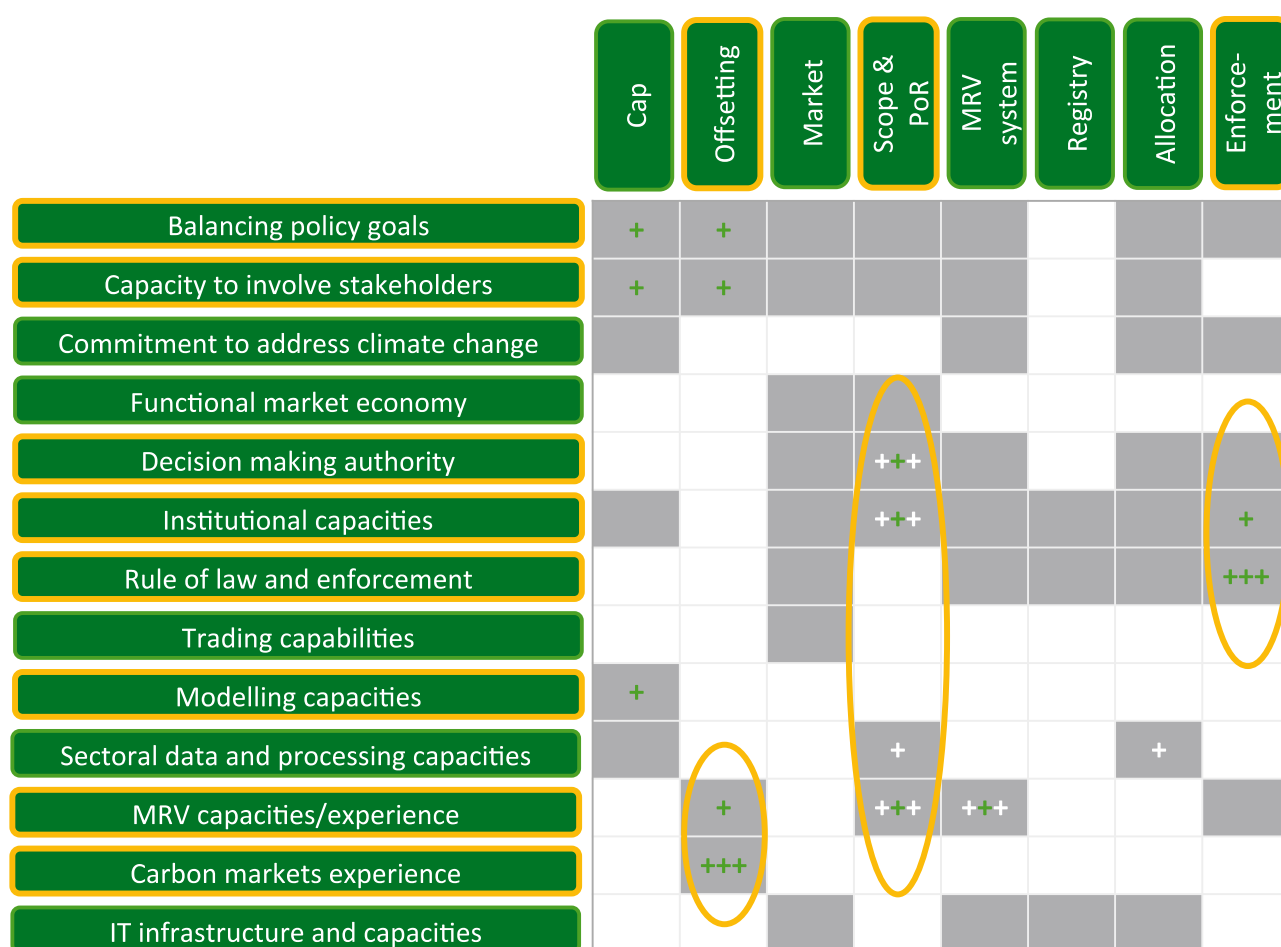 Cap
Offsetting
Market
Scope &
PoR
MRV
system
Registry
Allocation
Enforce-
ment
Balancing policy goals
+ +
Capacity to involve stakeholders
+ +
Commitment to address climate change
Functional market economy
Decision making authority
+++
Institutional capacities
+++ +
Rule of law and enforcement
+++
Trading capabilities
Modelling capacities
+
Sectoral data and processing capacities
+ +
MRV capacities/experience
+ +++ +++
Carbon markets experience
+++
IT infrastructure and capacities